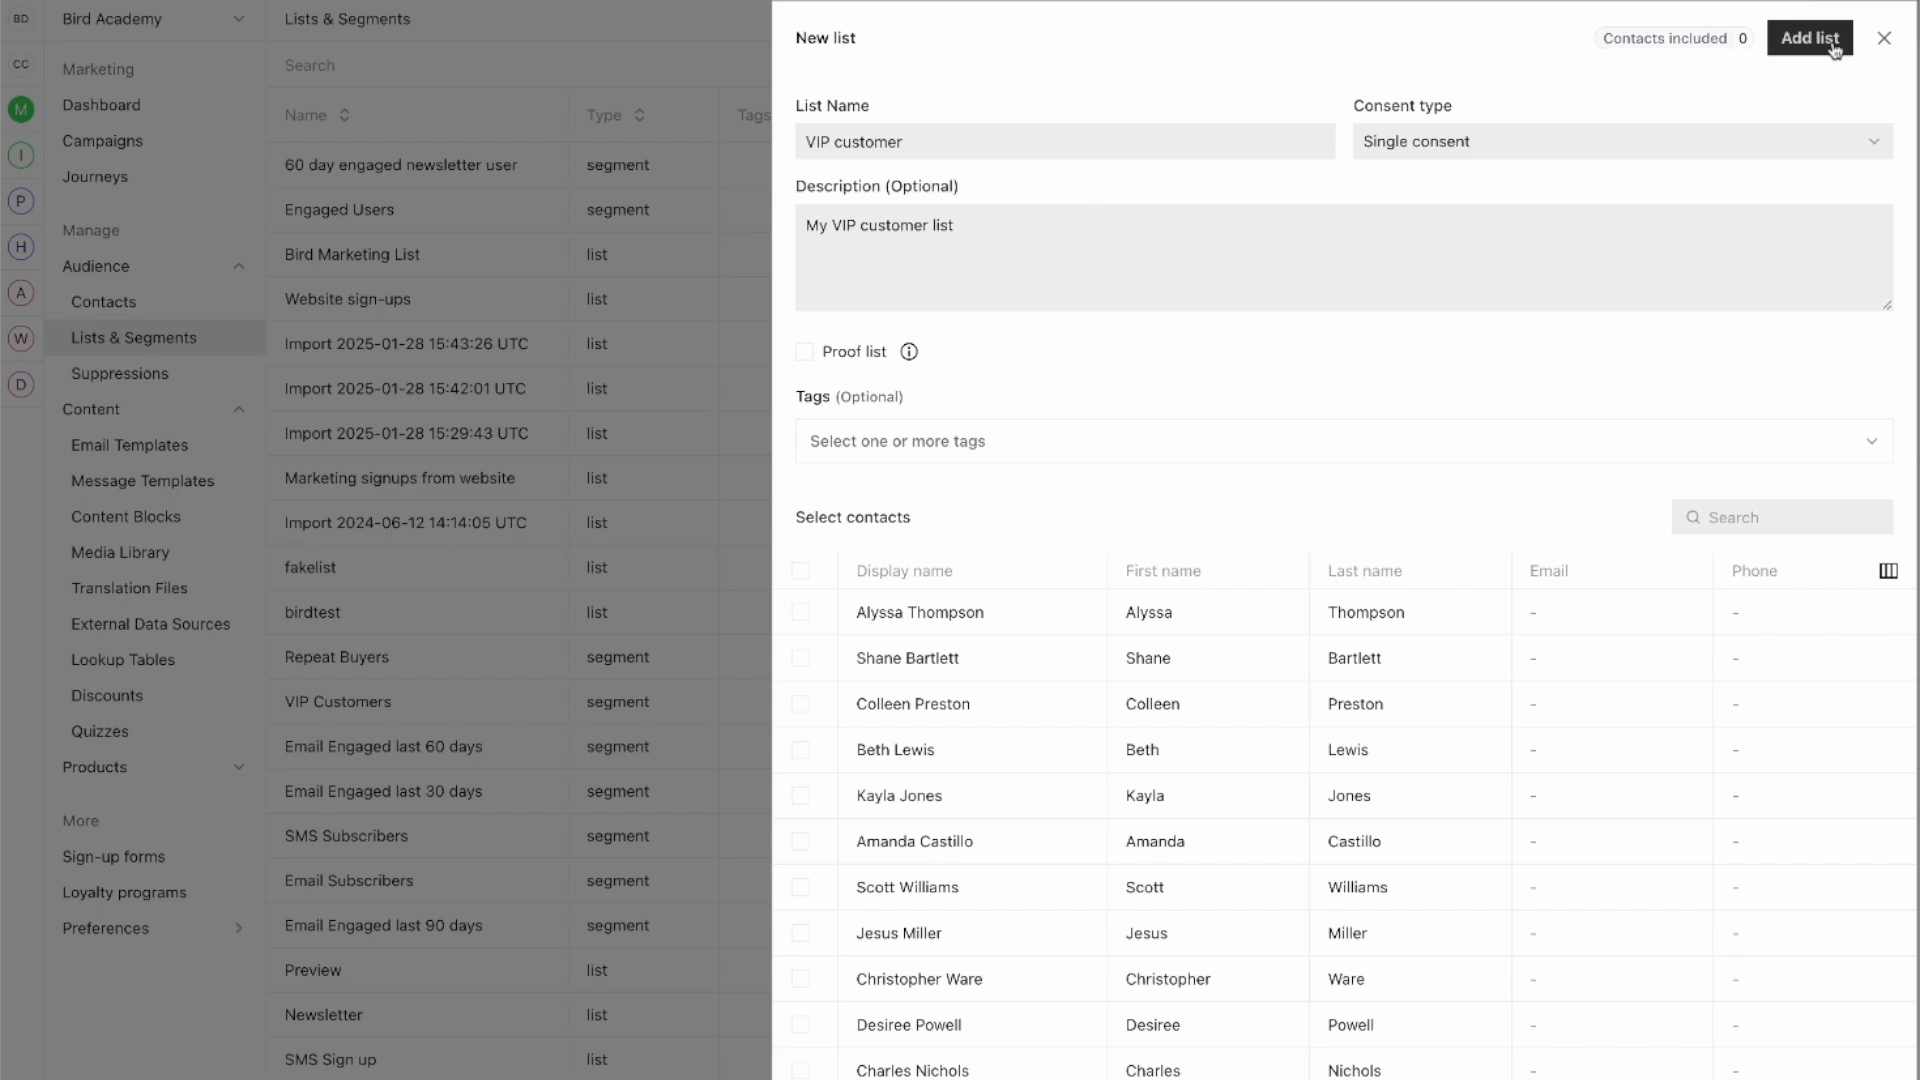 BD
Bird Academy
CC
M
I
P
H
A
W
D
Marketing
Dashboard
Campaigns
Journeys
Manage
Audience
Contacts
Lists & Segments
Suppressions
Content
Email Templates
Message Templates
Content Blocks
Media Library
Translation Files
External Data Sources
Lookup Tables
Discounts
Quizzes
Products
More
Sign-up forms
Loyalty programs
Preferences
Lists & Segments
Search
Name Type Tags
60 day engaged newsletter user segment
Engaged Users segment
Bird Marketing List list
Website sign-ups list
Import 2025-01-28 15:43:26 UTC list
Import 2025-01-28 15:42:01 UTC list
Import 2025-01-28 15:29:43 UTC list
Marketing signups from website list
Import 2024-06-12 14:14:05 UTC list
fakelist list
birdtest list
Repeat Buyers segment
VIP Customers segment
Email Engaged last 60 days segment
Email Engaged last 30 days segment
SMS Subscribers segment
Email Subscribers segment
Email Engaged last 90 days segment
Preview list
Newsletter list
SMS Sign up list
New list
Contacts included 0
Add list
List Name
VIP customer
Consent type
Single consent
Description (Optional)
My VIP customer list
Proof list
Tags (Optional)
Select one or more tags
Select contacts
Search
Display name First name Last name Email Phone
Alyssa Thompson Alyssa Thompson - -
Shane Bartlett Shane Bartlett - -
Colleen Preston Colleen Preston - -
Beth Lewis Beth Lewis - -
Kayla Jones Kayla Jones - -
Amanda Castillo Amanda Castillo - -
Scott Williams Scott Williams - -
Jesus Miller Jesus Miller - -
Christopher Ware Christopher Ware - -
Desiree Powell Desiree Powell - -
Charles Nichols Charles Nichols - -